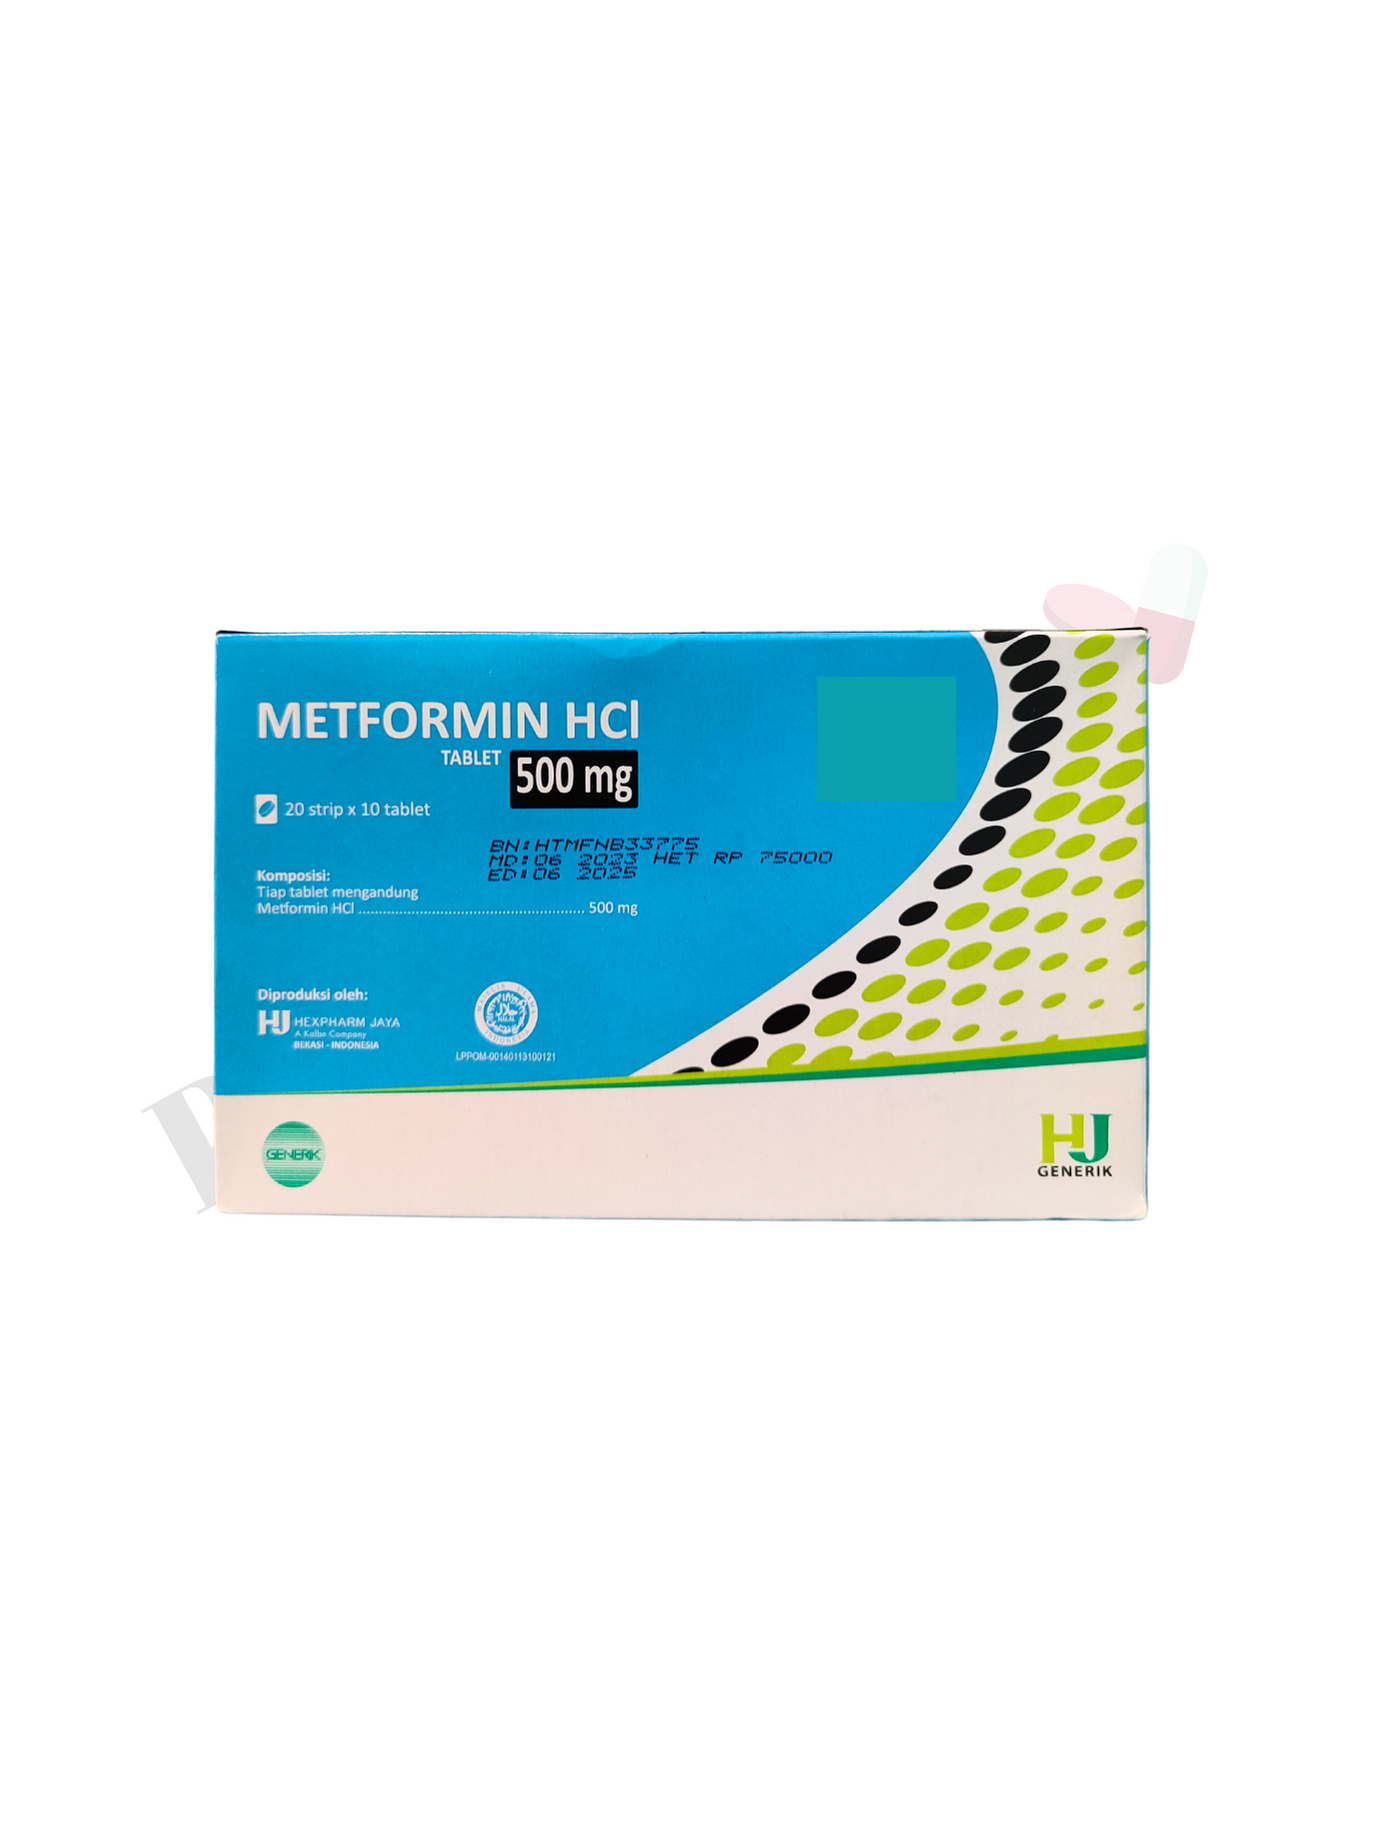 METFORMIN HCl
TABLET 500 mg
20 strip x 10 tablet
BN:HTMFNB33775
MD:06 2023 HET RP 75000
ED:06 2025
Komposisi:
Tiap tablet mengandung
Metformin HCl ........................................................ 500 mg
Diproduksi oleh:
HJ HEXPHARM JAYA
A Kalbe Company
BEKASI - INDONESIA
HALAL
LPPOM-00140113100121
GENERIK
HJ
GENERIK